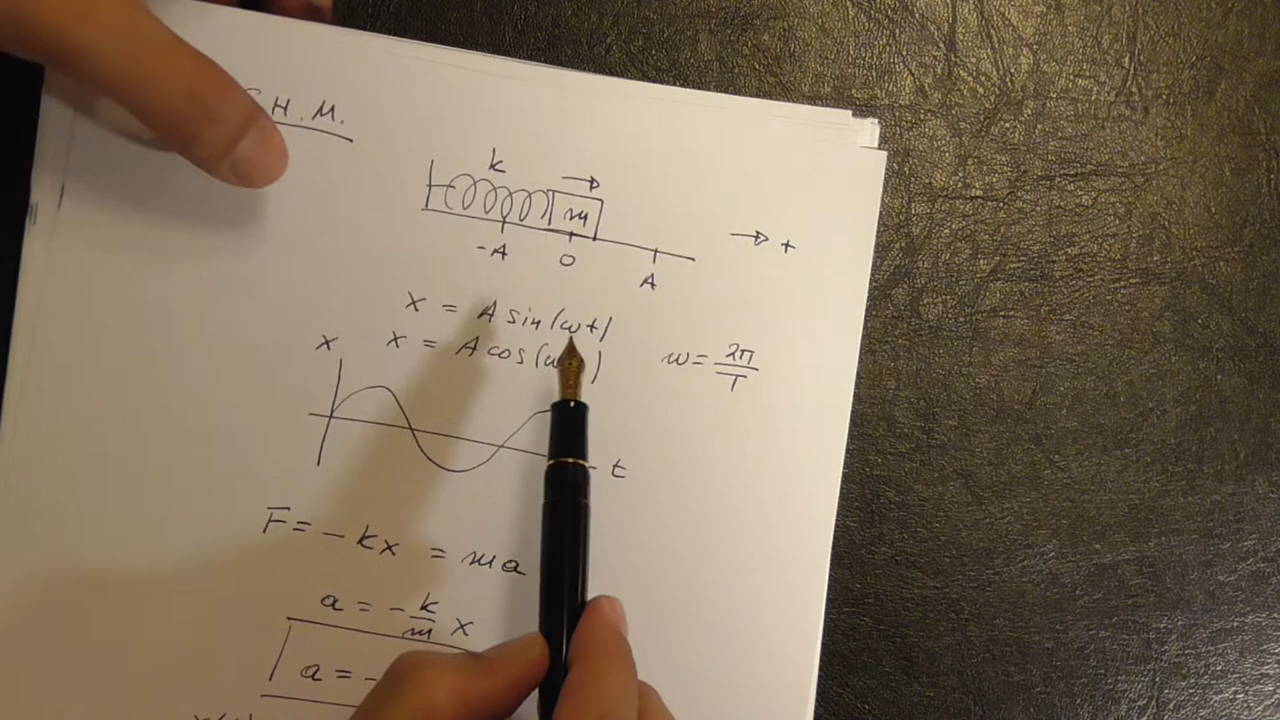 H.M.
k
m
-A 0 A
+
x = A sin(ωt)
x = A cos(ω )
ω = 2π/T
x
t
F = -kx = ma
a = -k/m x
a = -